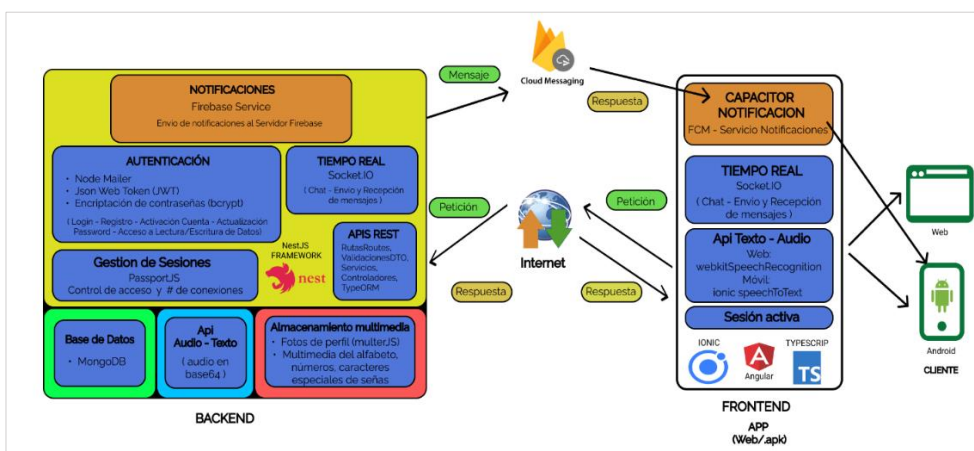 NOTIFICACIONES
Firebase Service
Envio de notificaciones al Servidor Firebase
AUTENTICACIÓN
• Node Mailer
• Json Web Token (JWT)
• Encriptación de contraseñas (bcrypt)
( Login - Registro - Activación Cuenta - Actualización
Password - Acceso a Lectura/Escritura de Datos)
TIEMPO REAL
Socket.IO
( Chat - Envio y Recepción
de mensajes )
Gestion de Sesiones
PassportJS
Control de acceso y # de conexiones
NestJS
FRAMEWORK
nest
APIS REST
RutasRoutes,
ValidacionesDTO,
Servicios,
Controladores,
TypeORM
Base de Datos
• MongoDB
Api
Audio - Texto
( audio en
base64 )
Almacenamiento multimedia
• Fotos de perfil (multerJS)
• Multimedia del alfabeto,
números, caracteres
especiales de señas
BACKEND
Mensaje
Cloud Messaging
Respuesta
Petición
Internet
Petición
Respuesta
Respuesta
CAPACITOR
NOTIFICACION
FCM - Servicio Notificaciones
TIEMPO REAL
Socket.IO
( Chat - Envio y Recepción
de mensajes )
Api Texto - Audio
Web:
webkitSpeechRecognition
Móvil:
ionic speechToText
Sesión activa
IONIC
Angular
TYPESCRIP
TS
FRONTEND
APP
(Web/.apk)
Web
Android
CLIENTE